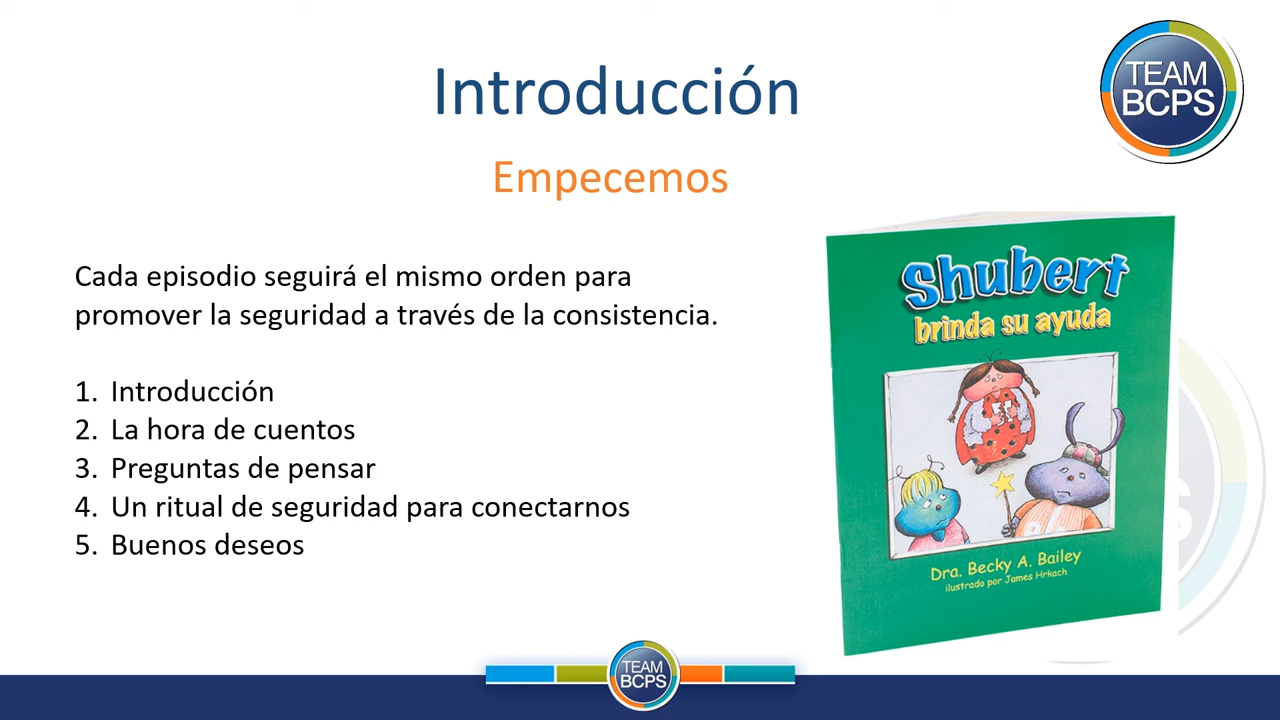 Introducción
TEAM
BCPS
Empecemos
Cada episodio seguirá el mismo orden para
promover la seguridad a través de la consistencia.
1. Introducción
2. La hora de cuentos
3. Preguntas de pensar
4. Un ritual de seguridad para conectarnos
5. Buenos deseos
Shubert
brinda su ayuda
Dra. Becky A. Bailey
ilustrado por James Hrkach
TEAM
BCPS